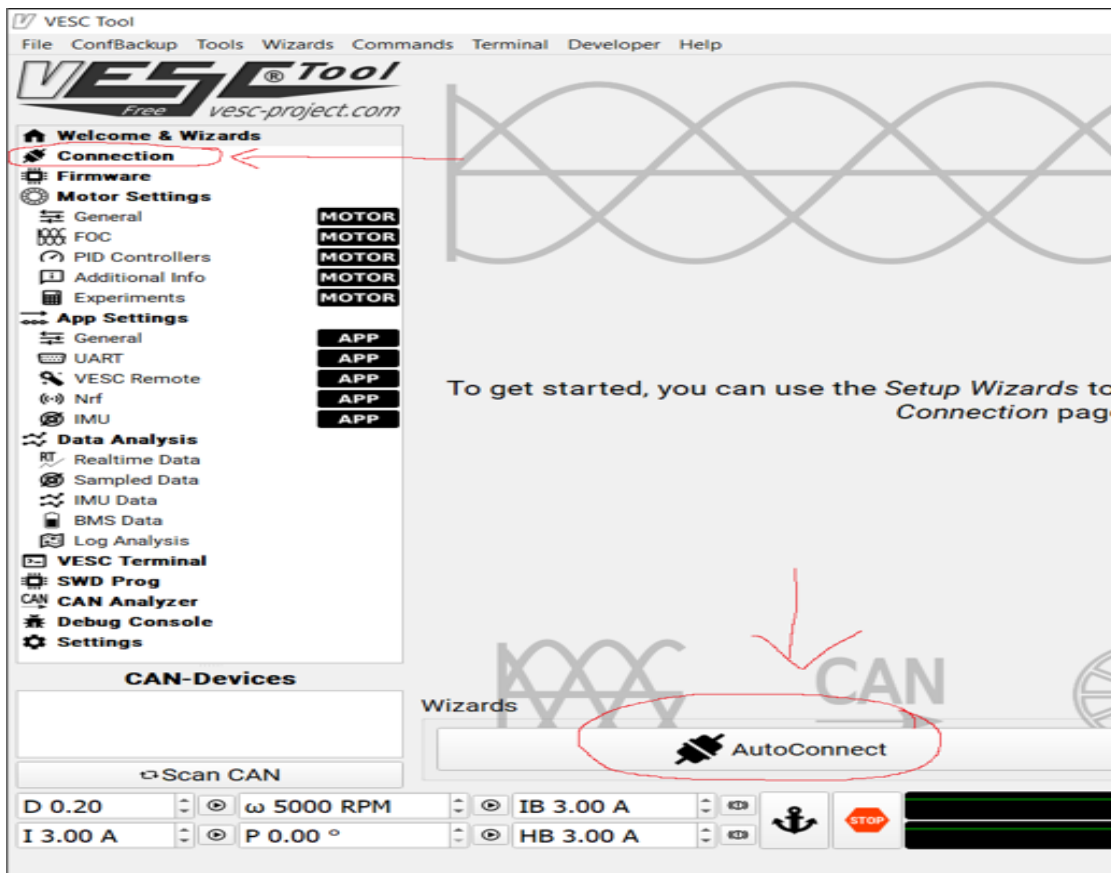 VESC Tool
File ConfBackup Tools Wizards Commands Terminal Developer Help
VESC® Tool
Free vesc-project.com
Welcome & Wizards
Connection
Firmware
Motor Settings
General MOTOR
FOC MOTOR
PID Controllers MOTOR
Additional Info MOTOR
Experiments MOTOR
App Settings
General APP
UART APP
VESC Remote APP
Nrf APP
IMU APP
Data Analysis
RT Realtime Data
Sampled Data
IMU Data
BMS Data
Log Analysis
VESC Terminal
SWD Prog
CAN CAN Analyzer
Debug Console
Settings
To get started, you can use the Setup Wizards to
Connection pag
CAN
CAN-Devices
Wizards
AutoConnect
Scan CAN
D 0.20 ω 5000 RPM IB 3.00 A
I 3.00 A P 0.00 ° HB 3.00 A
STOP